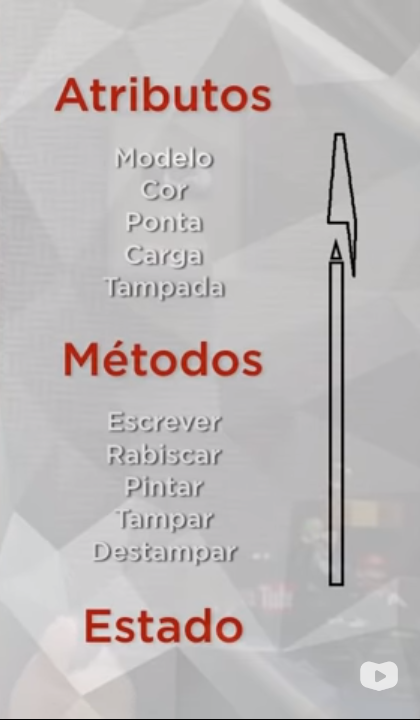 Atributos
Modelo
Cor
Ponta
Carga
Tampada
Métodos
Escrever
Rabiscar
Pintar
Tampar
Destampar
Estado